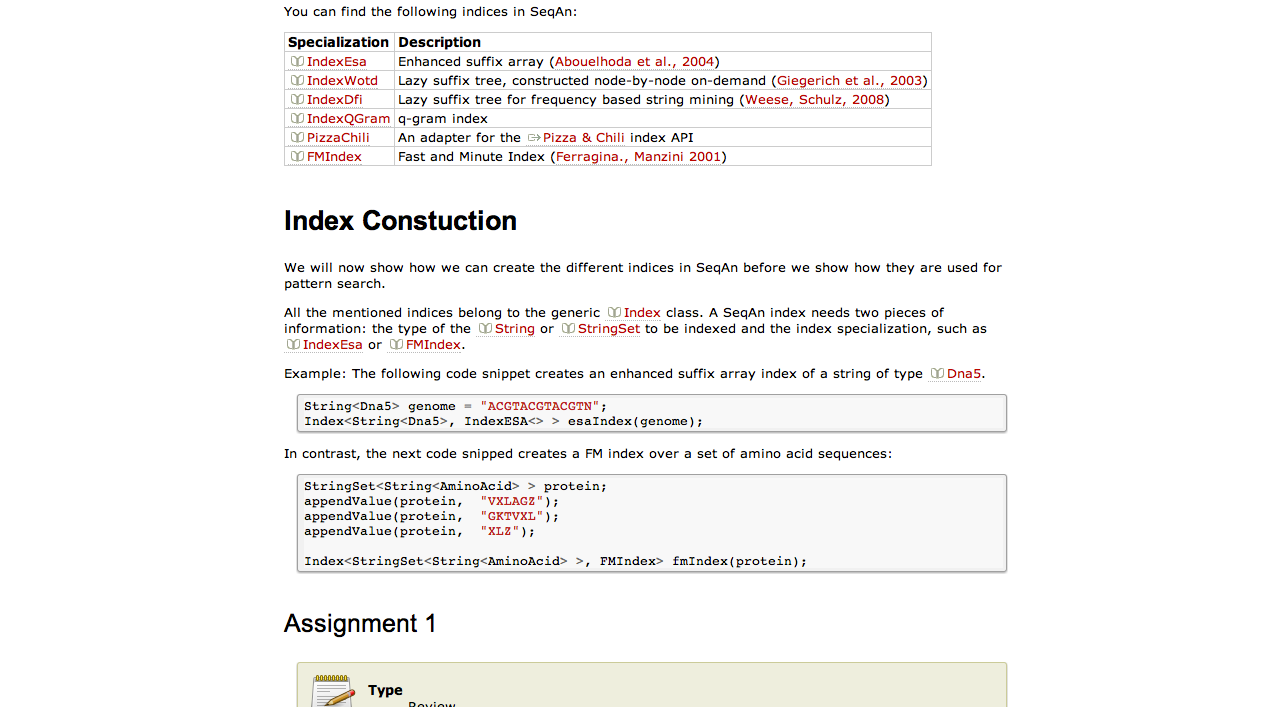 You can find the following indices in SeqAn:
Specialization Description
IndexEsa Enhanced suffix array (Abouelhoda et al., 2004)
IndexWotd Lazy suffix tree, constructed node-by-node on-demand (Giegerich et al., 2003)
IndexDfi Lazy suffix tree for frequency based string mining (Weese, Schulz, 2008)
IndexQGram q-gram index
PizzaChili An adapter for the Pizza & Chili index API
FMIndex Fast and Minute Index (Ferragina., Manzini 2001)
Index Constuction
We will now show how we can create the different indices in SeqAn before we show how they are used for
pattern search.
All the mentioned indices belong to the generic Index class. A SeqAn index needs two pieces of
information: the type of the String or StringSet to be indexed and the index specialization, such as
IndexEsa or FMIndex.
Example: The following code snippet creates an enhanced suffix array index of a string of type Dna5.
String<Dna5> genome = "ACGTACGTACGTN";
Index<String<Dna5>, IndexESA<> > esaIndex(genome);
In contrast, the next code snipped creates a FM index over a set of amino acid sequences:
StringSet<String<AminoAcid> > protein;
appendValue(protein, "VXLAGZ");
appendValue(protein, "GKTVXL");
appendValue(protein, "XLZ");
Index<StringSet<String<AminoAcid> >, FMIndex> fmIndex(protein);
Assignment 1
Type
Review